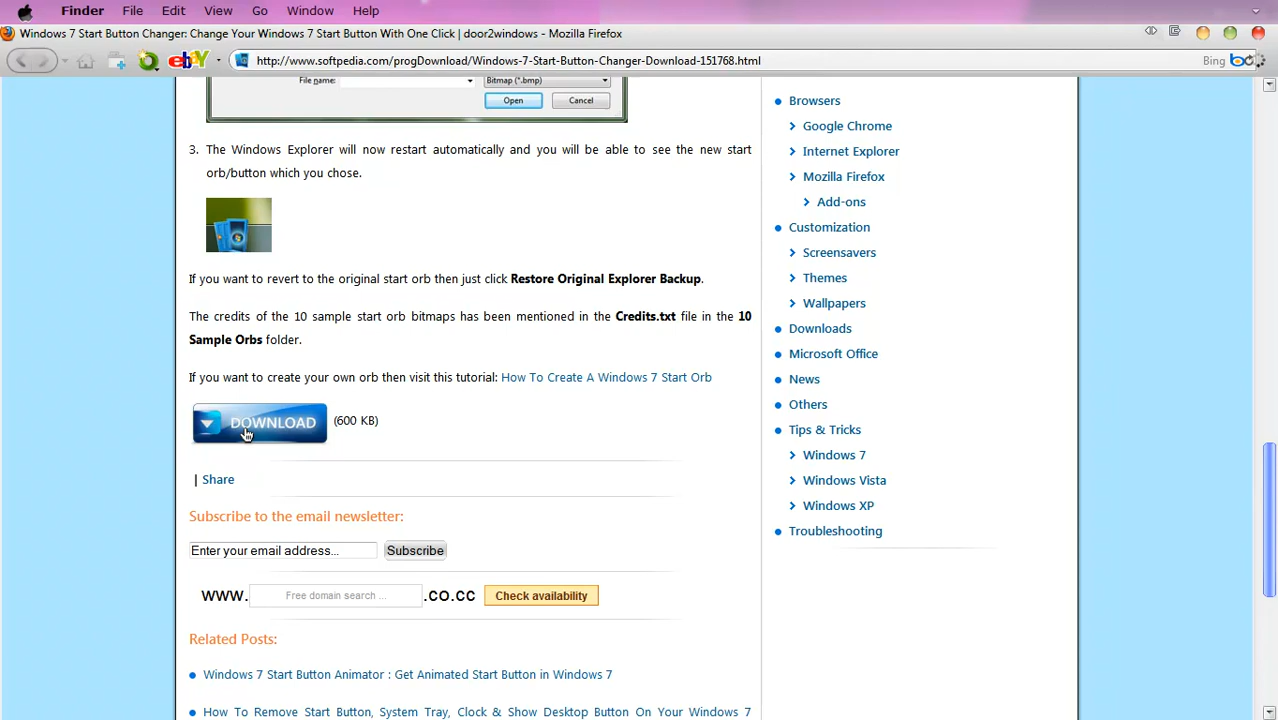 Finder File Edit View Go Window Help
Windows 7 Start Button Changer: Change Your Windows 7 Start Button With One Click | door2windows - Mozilla Firefox
http://www.softpedia.com/progDownload/Windows-7-Start-Button-Changer-Download-151768.html
Bing
File name: Bitmap (*.bmp)
Open Cancel
3. The Windows Explorer will now restart automatically and you will be able to see the new start
orb/button which you chose.
If you want to revert to the original start orb then just click Restore Original Explorer Backup.
The credits of the 10 sample start orb bitmaps has been mentioned in the Credits.txt file in the 10
Sample Orbs folder.
If you want to create your own orb then visit this tutorial: How To Create A Windows 7 Start Orb
DOWNLOAD (600 KB)
| Share
Subscribe to the email newsletter:
Enter your email address... Subscribe
www. Free domain search ... .co.cc Check availability
Related Posts:
Windows 7 Start Button Animator : Get Animated Start Button in Windows 7
How To Remove Start Button, System Tray, Clock & Show Desktop Button On Your Windows 7
Browsers
Google Chrome
Internet Explorer
Mozilla Firefox
Add-ons
Customization
Screensavers
Themes
Wallpapers
Downloads
Microsoft Office
News
Others
Tips & Tricks
Windows 7
Windows Vista
Windows XP
Troubleshooting